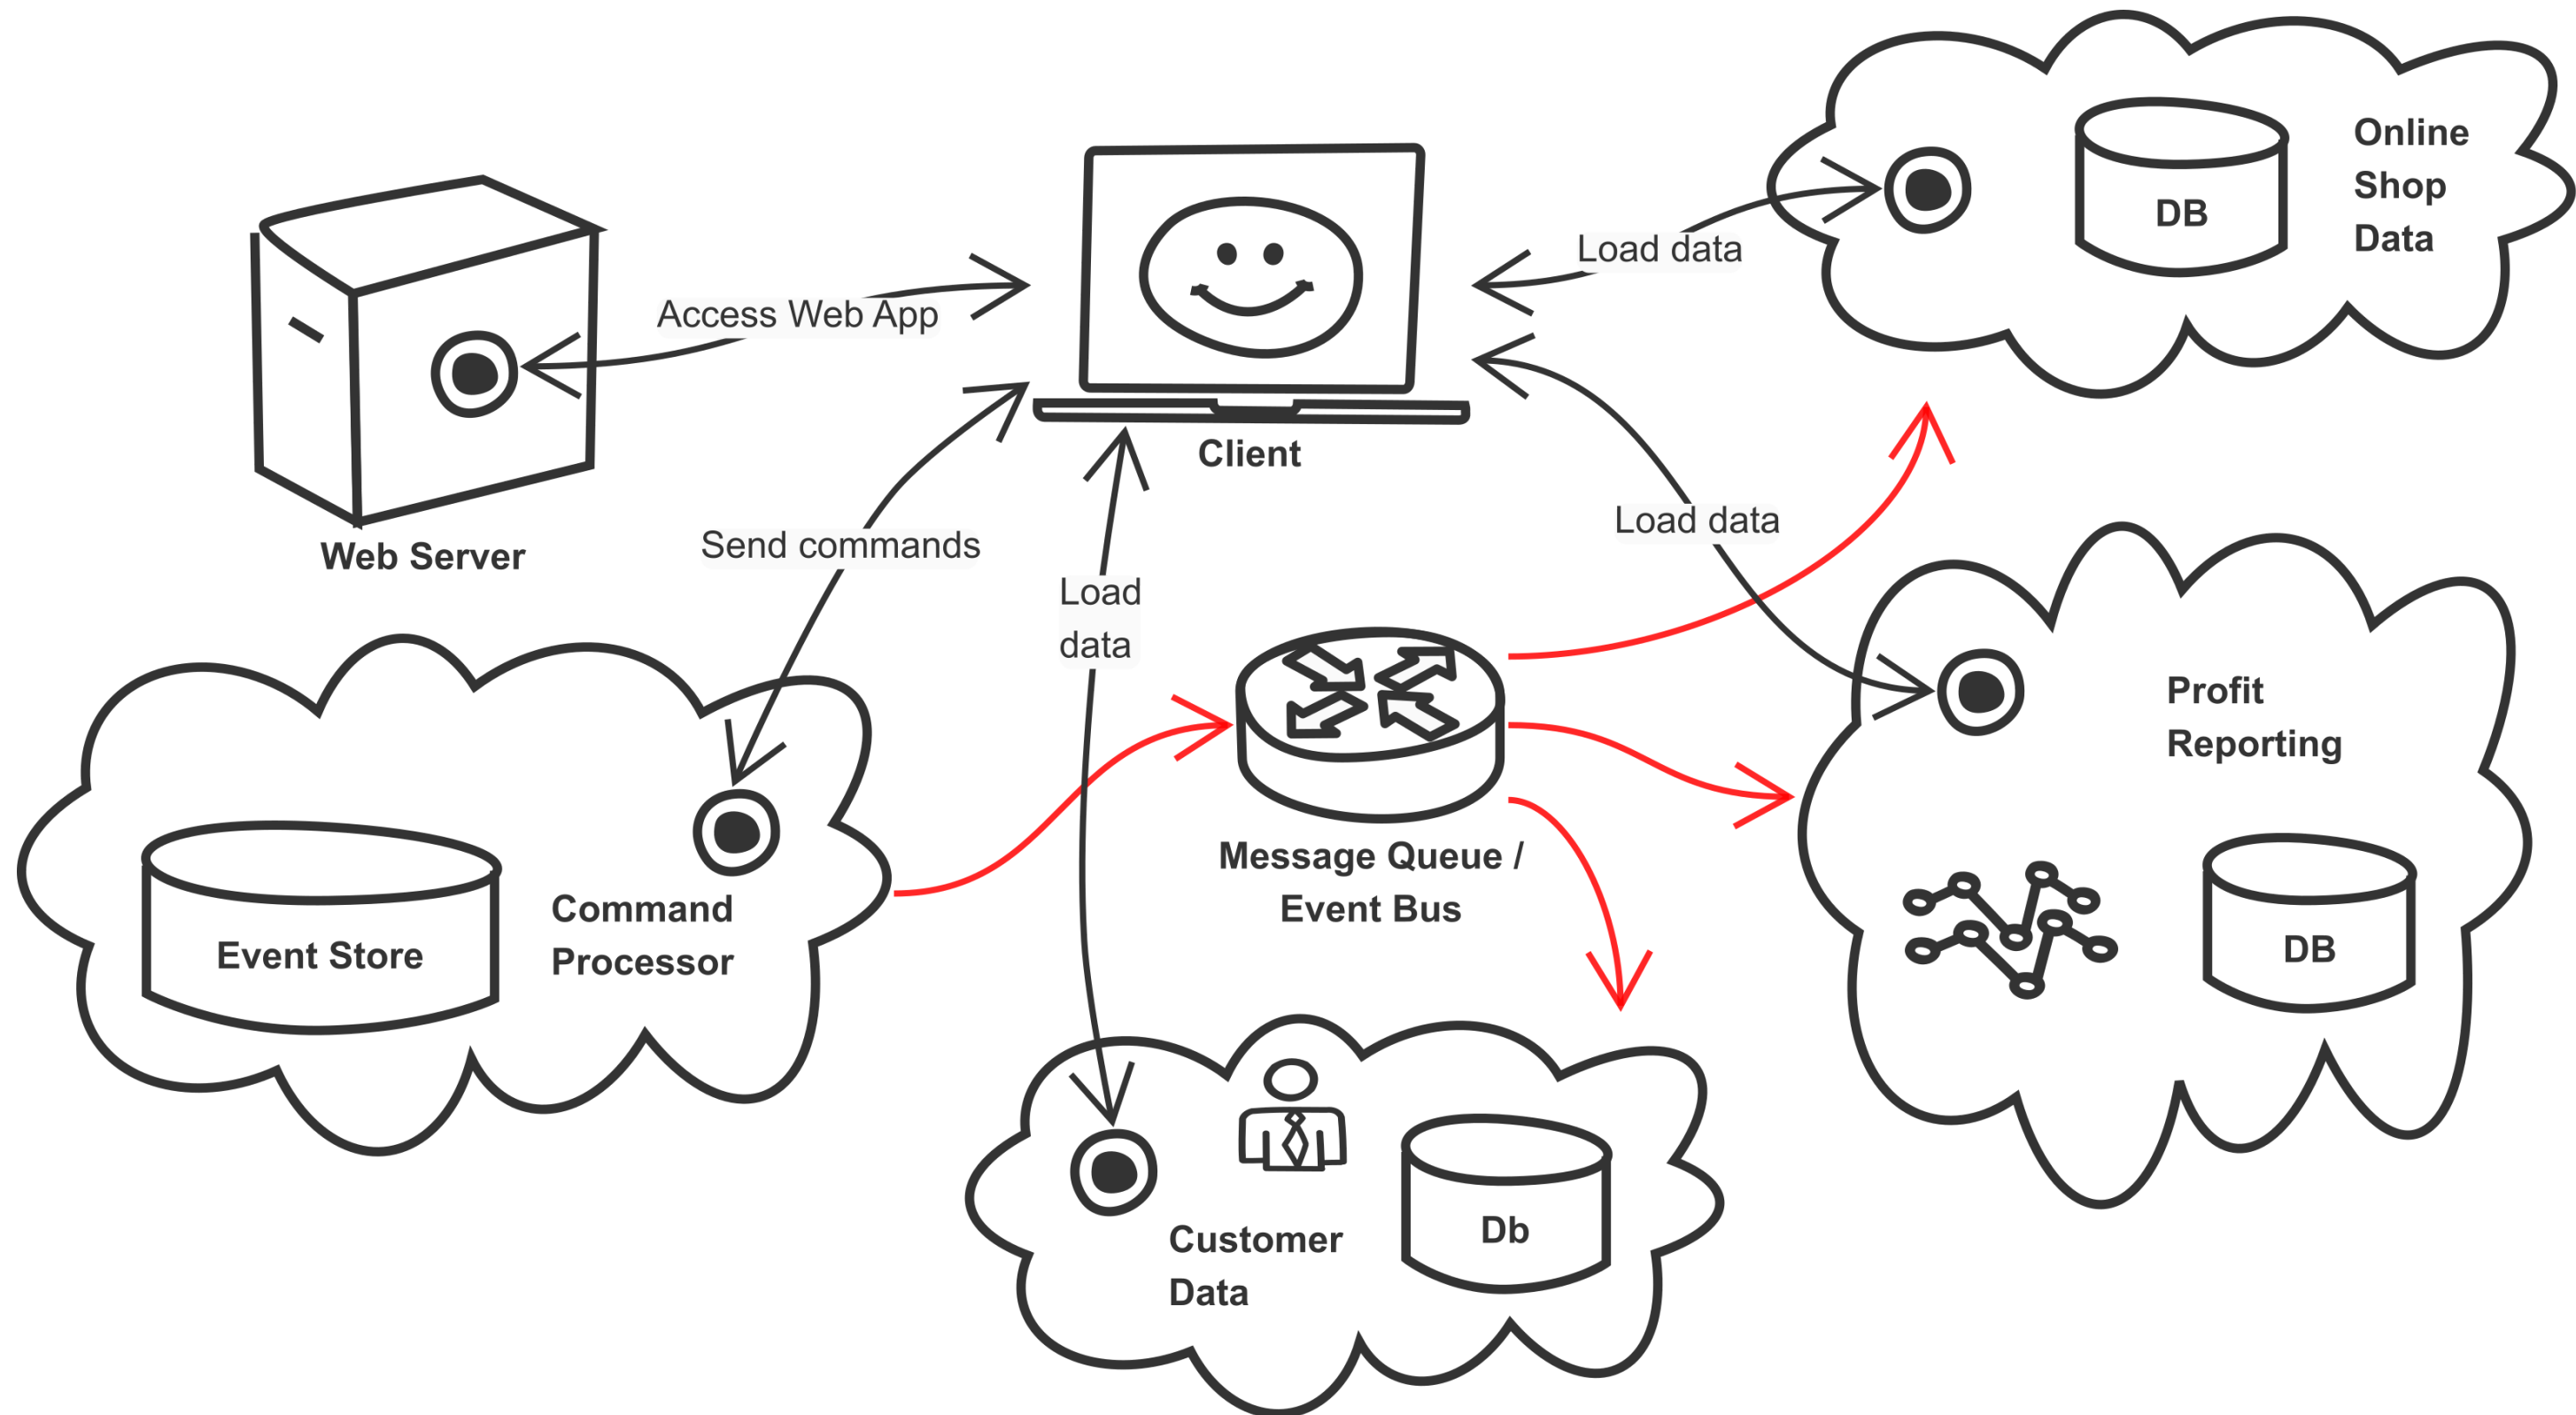 Online
Shop
Data
DB
Load data
Access Web App
Client
Web Server
Send commands
Load
data
Load data
Profit
Reporting
DB
Message Queue /
Event Bus
Command
Processor
Event Store
Customer
Data
Db